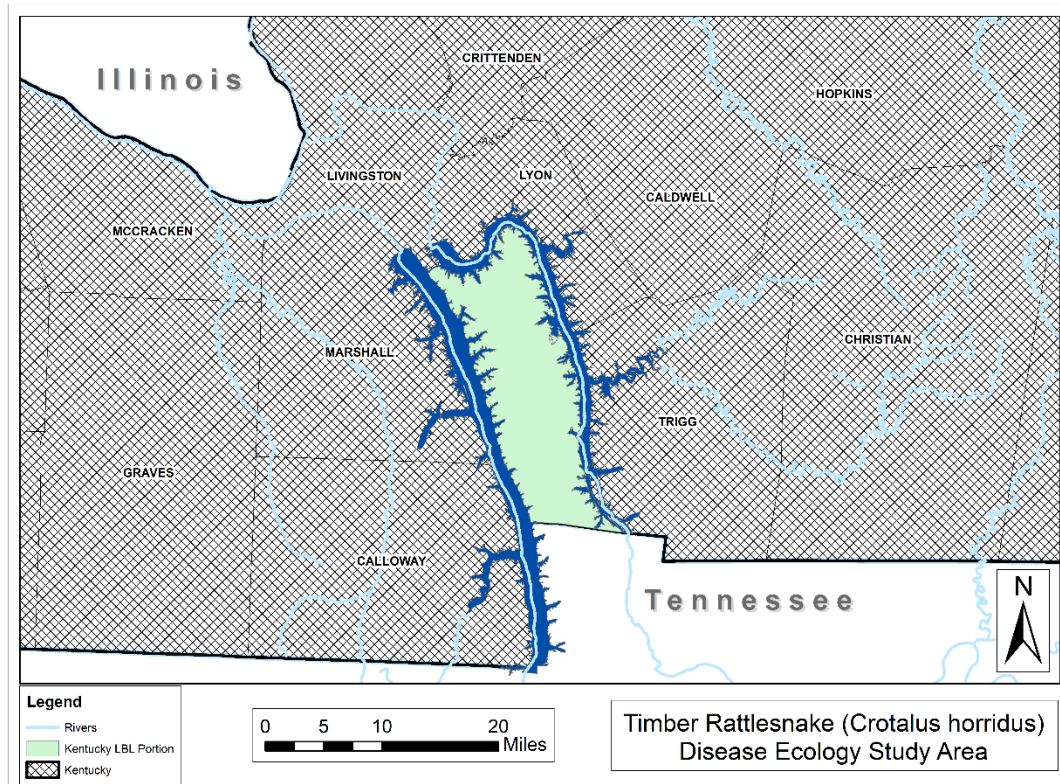 CRITTENDEN
Illinois
HOPKINS
LIVINGSTON
LYON
CALDWELL
MCCRACKEN
MARSHALL
CHRISTIAN
TRIGG
GRAVES
CALLOWAY
Tennessee
N
Legend
Rivers
Kentucky LBL Portion
Kentucky
0 5 10 20
Miles
Timber Rattlesnake (Crotalus horridus)
Disease Ecology Study Area